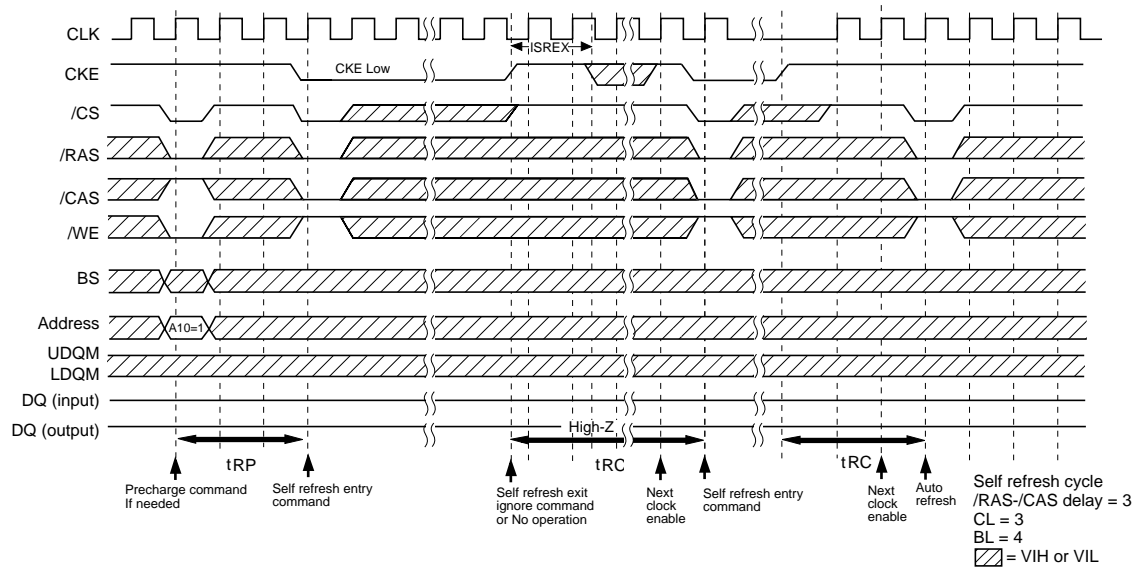 CLK
ISREX
CKE
CKE Low
/CS
/RAS
/CAS
/WE
BS
Address
A10=1
UDQM
LDQM
DQ (input)
DQ (output)
High-Z
tRP
tRC
tRC
Precharge command
If needed
Self refresh entry
command
Self refresh exit
ignore command
or No operation
Next
clock
enable
Self refresh entry
command
Next
clock
enable
Auto
refresh
Self refresh cycle
/RAS-/CAS delay = 3
CL = 3
BL = 4
= VIH or VIL